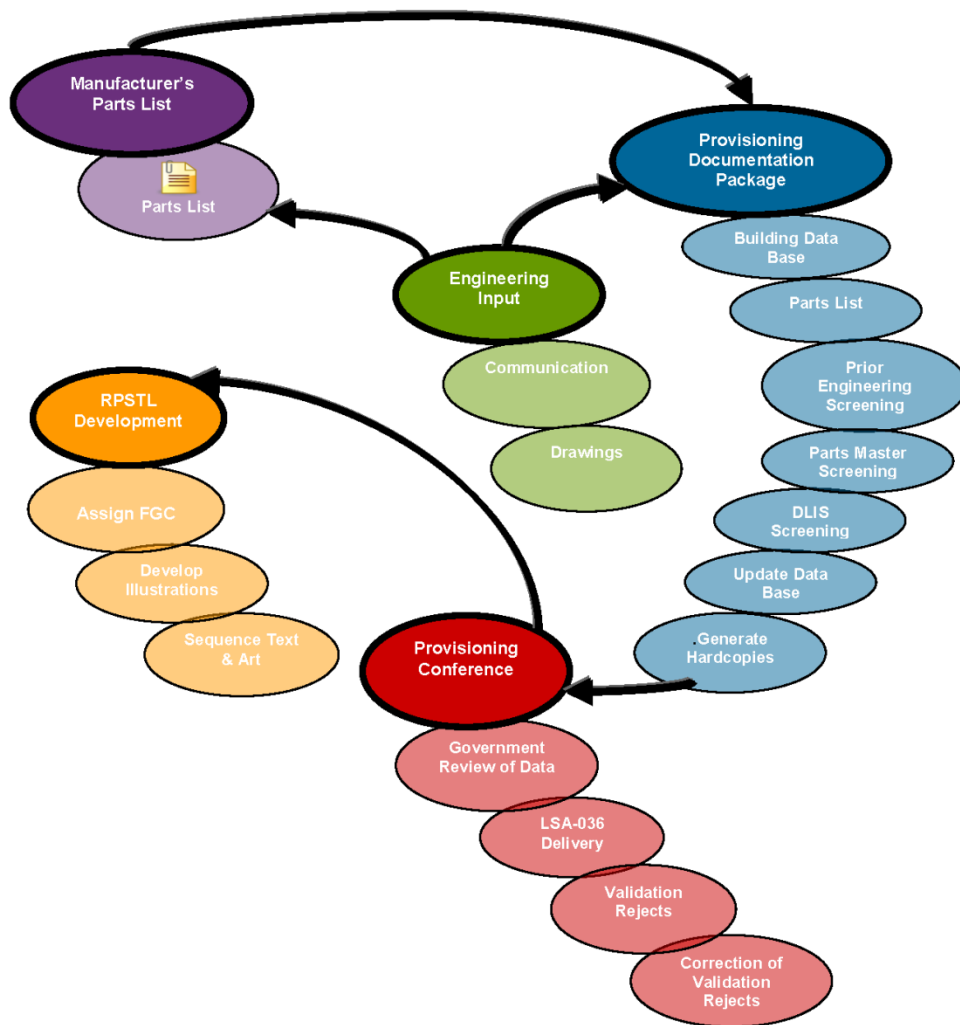 Manufacturer's
Parts List
Parts List
Provisioning
Documentation
Package
Building Data
Base
Parts List
Prior
Engineering
Screening
Parts Master
Screening
DLIS
Screening
Update Data
Base
Generate
Hardcopies
Engineering
Input
Communication
Drawings
RPSTL
Development
Assign FGC
Develop
Illustrations
Sequence Text
& Art
Provisioning
Conference
Government
Review of Data
LSA-036
Delivery
Validation
Rejects
Correction of
Validation
Rejects